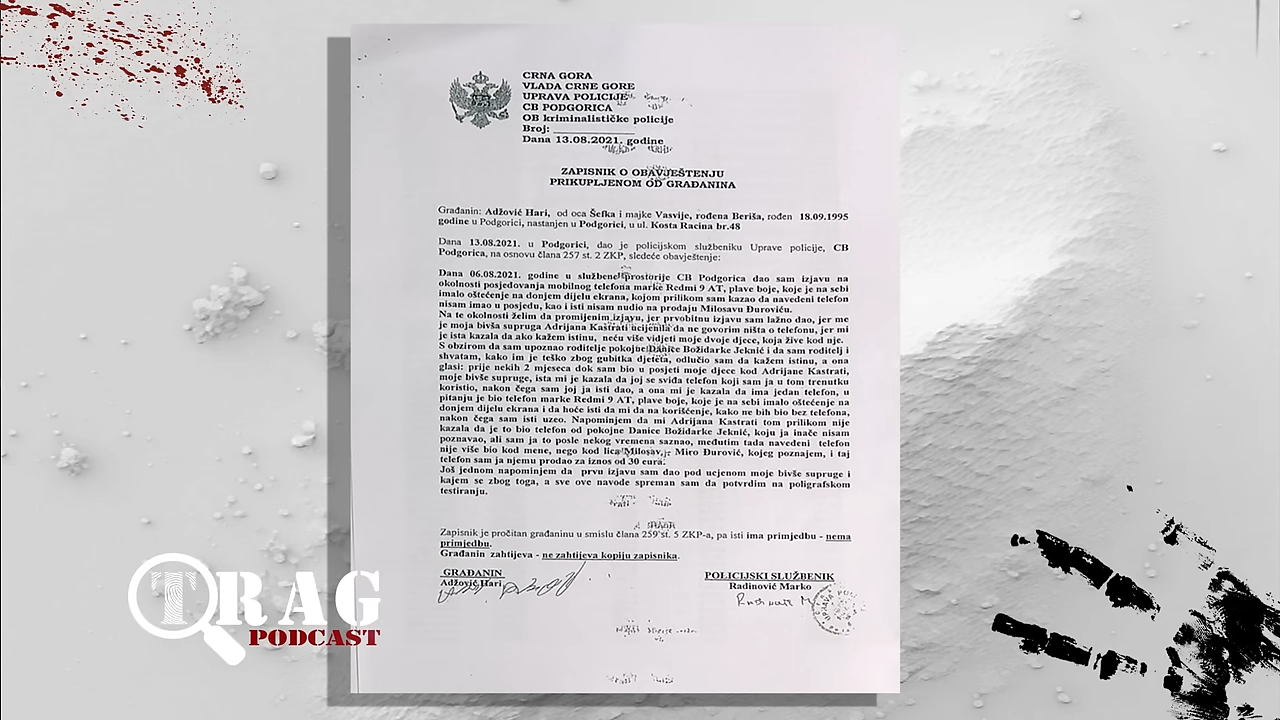 CRNA GORA
VLADA CRNE GORE
UPRAVA POLICIJE
CB PODGORICA
OB kriminalističke policije
Broj: ____________
Dana 13.08.2021. godine
ZAPISNIK O OBAVJEŠTENJU
PRIKUPLJENOM OD GRAĐANINA
Građanin: Adžović Hari, od oca Šefka i majke Vasvije, rođena Beriša, rođen 18.09.1995
godine u Podgorici, nastanjen u Podgorici, u ul. Kosta Racina br.48
Dana 13.08.2021. u Podgorici, dao je policijskom službeniku Uprave policije, CB
Podgorica, na osnovu člana 257 st. 2 ZKP, sledeće obavještenje:
Dana 06.08.2021. godine u službene prostorije CB Podgorica dao sam izjavu na
okolnosti posjedovanja mobilnog telefona marke Redmi 9 AT, plave boje, koje je na sebi
imalo oštećenje na donjem dijelu ekrana, kojom prilikom sam kazao da navedeni telefon
nisam imao u posjedu, kao i isti nisam nudio na prodaju Milosavu Đuroviću.
Na te okolnosti želim da promijenim izjavu, jer prvobitnu izjavu sam lažno dao, jer me
je moja bivša supruga Adrijana Kastrati ucijenila da ne govorim ništa o telefonu, jer mi
je ista kazala da ako kažem istinu, neću više vidjeti moje dvoje djece, koja žive kod nje.
S obzirom da sam upoznao roditelje pokojne Danice Božidarke Jeknić i da sam roditelj i
shvatam, kako im je teško zbog gubitka djeteta, odlučio sam da kažem istinu, a ona
glasi: prije nekih 2 mjeseca dok sam bio u posjeti moje djece kod Adrijane Kastrati,
moje bivše supruge, ista mi je kazala da joj se sviđa telefon koji sam ja u tom trenutku
koristio, nakon čega sam joj ja isti dao, a ona mi je kazala da ima jedan telefon, u
pitanju je bio telefon marke Redmi 9 AT, plave boje, koje je na sebi imalo oštećenje na
donjem dijelu ekrana i da hoće isti da mi da na korišćenje, kako ne bih bio bez telefona,
nakon čega sam isti uzeo. Napominjem da mi Adrijana Kastrati tom prilikom nije
kazala da je to bio telefon od pokojne Danice Božidarke Jeknić, koju ja inače nisam
poznavao, ali sam ja to posle nekog vremena saznao, međutim tada navedeni telefon
nije više bio kod mene, nego kod lica Milosav, Miro Đurović, kojeg poznajem, i taj
telefon sam ja njemu prodao za iznos od 30 eura.
Još jednom napominjem da prvu izjavu sam dao pod ucjenom moje bivše supruge i
kajem se zbog toga, a sve ove navode spreman sam da potvrdim na poligrafskom
testiranju.
Zapisnik je pročitan građaninu u smislu člana 259 st. 5 ZKP-a, pa isti ima primjedbu - nema
primjedbu.
Građanin zahtijeva - ne zahtijeva kopiju zapisnika.
GRAĐANIN
Adžović Hari
POLICIJSKI SLUŽBENIK
Radinović Marko
TRAG
PODCAST